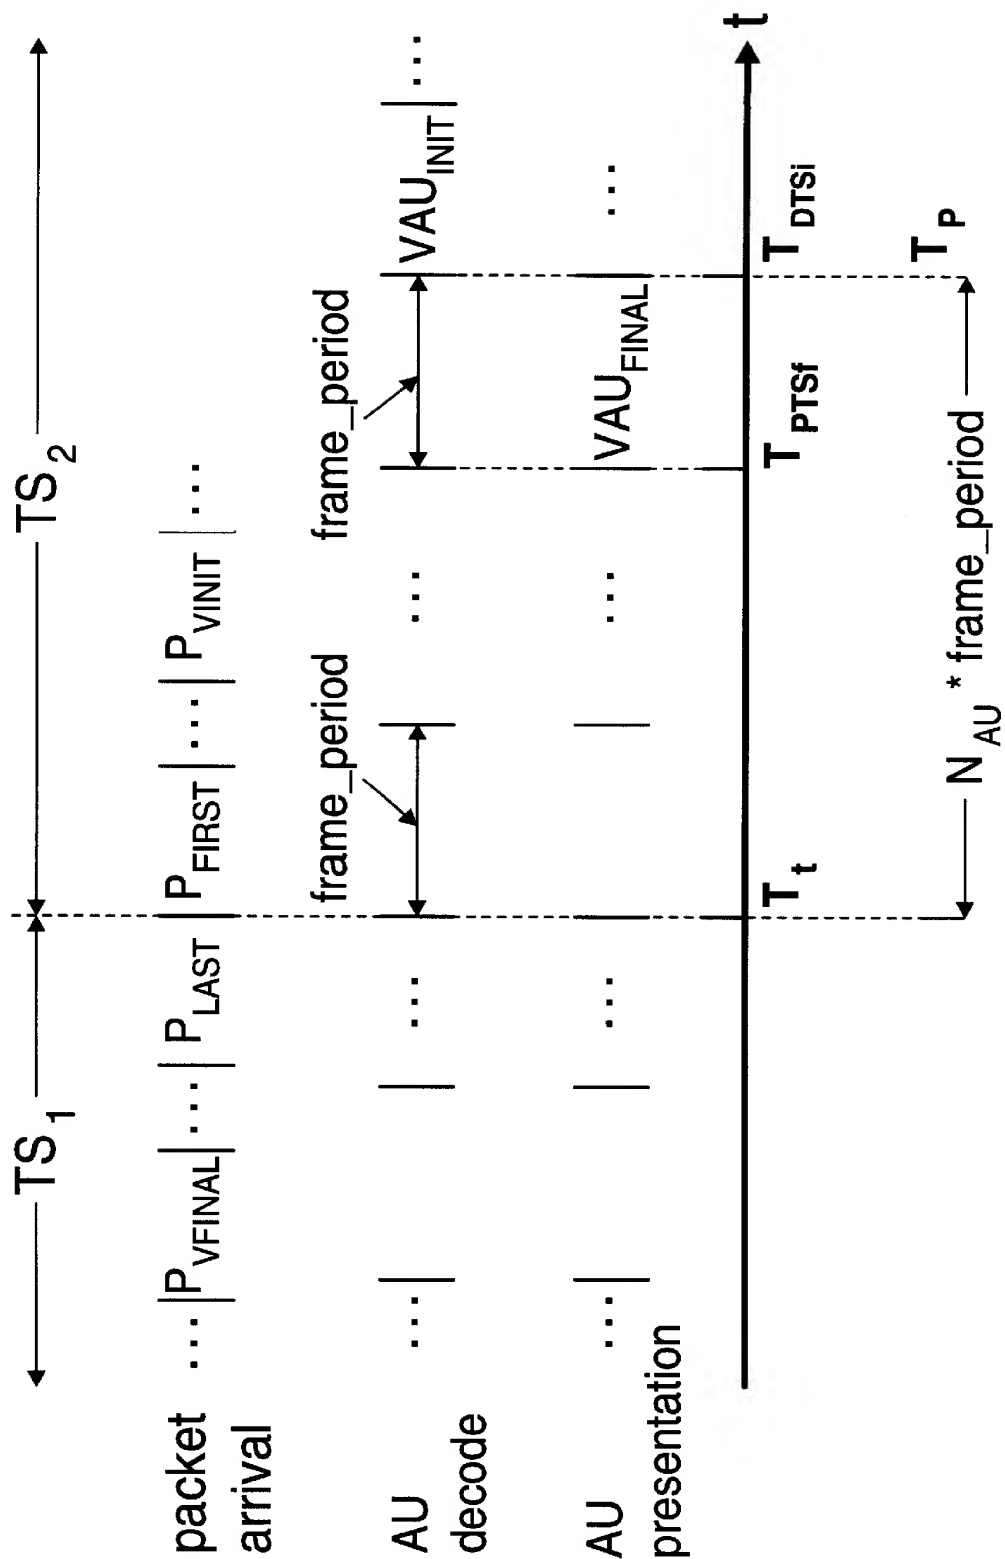 TS1 TS2
packet arrival ... PVFINAL ... PLAST PFIRST ... PVINIT ...
frame_period frame_period
AU decode ... ... ... VAUINIT ...
AU presentation ... ... ... VAUFINAL ...
t
Tt TPTSf TDTSi
TP
NAU * frame_period